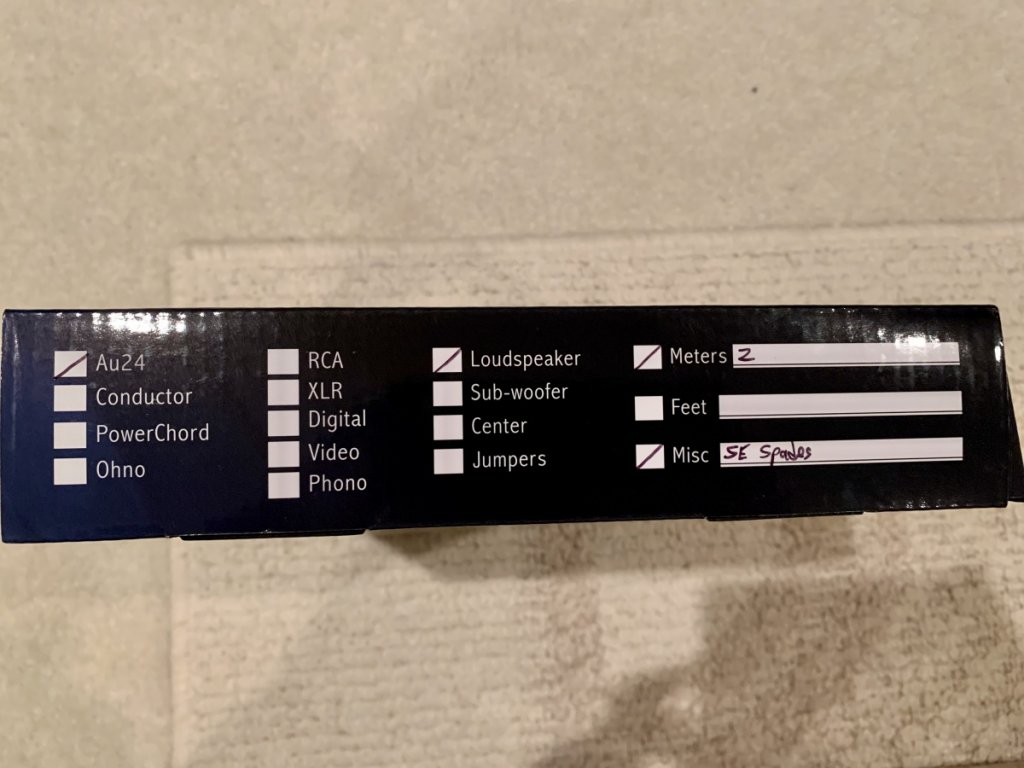 Au24
Conductor
PowerChord
Ohno
RCA
XLR
Digital
Video
Phono
Loudspeaker
Sub-woofer
Center
Jumpers
Meters 2
Feet
Misc SE Spades